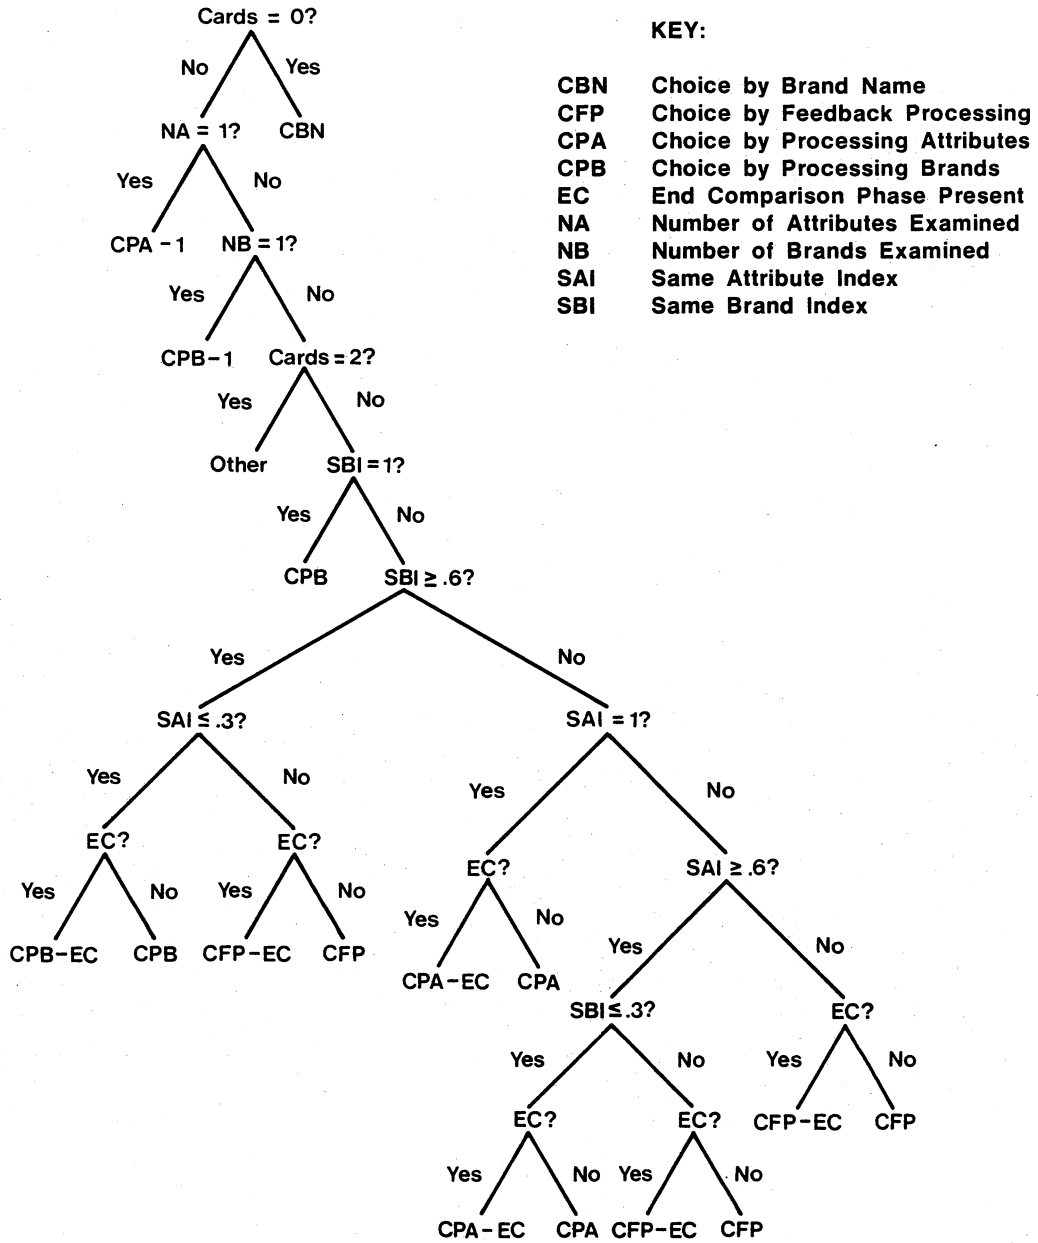 Cards = 0?
KEY:
No Yes
CBN Choice by Brand Name
CFP Choice by Feedback Processing
NA = 1? CBN
CPA Choice by Processing Attributes
CPB Choice by Processing Brands
Yes No
EC End Comparison Phase Present
NA Number of Attributes Examined
CPA - 1 NB = 1?
NB Number of Brands Examined
SAI Same Attribute Index
Yes No
SBI Same Brand Index
CPB - 1 Cards = 2?
Yes No
Other SBI = 1?
Yes No
CPB SBI ≥ .6?
Yes No
SAI ≤ .3? SAI = 1?
Yes No
Yes No
EC? EC?
EC? SAI ≥ .6?
Yes No Yes No
Yes No
Yes No
CPB-EC CPB CFP-EC CFP
CPA-EC CPA
SBI ≤ .3? EC?
Yes No Yes No
EC? EC?
CFP-EC CFP
Yes No Yes No
CPA-EC CPA CFP-EC CFP